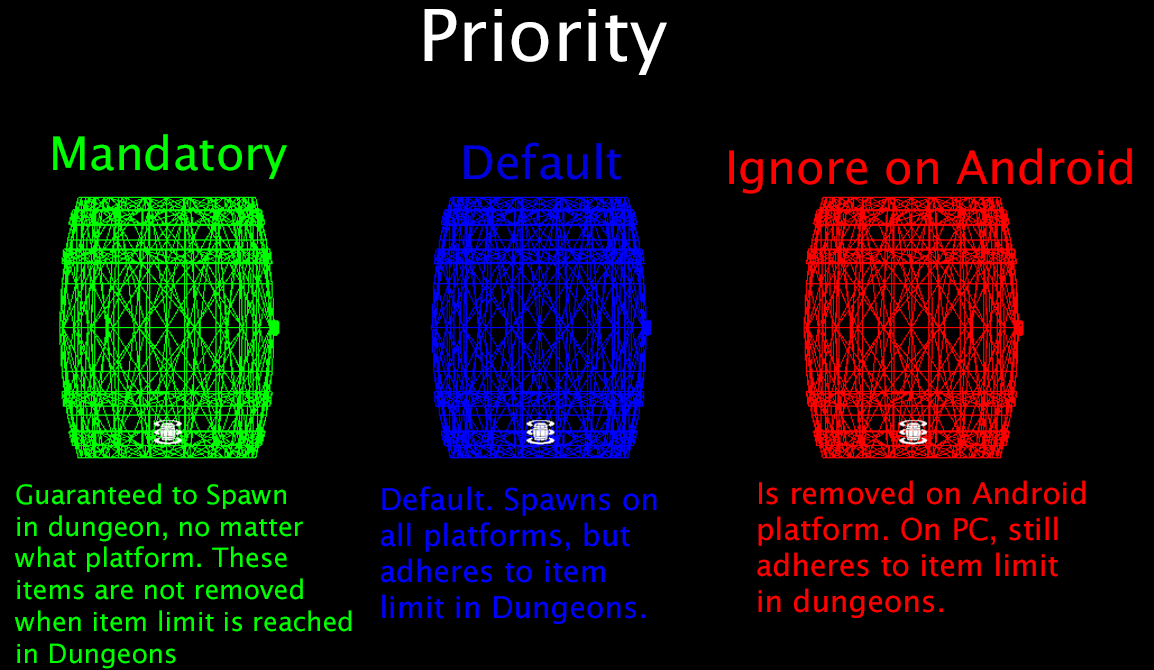 Priority
Mandatory
Default
Ignore on Android
Guaranteed to Spawn
in dungeon, no matter
what platform. These
items are not removed
when item limit is reached
in Dungeons
Default. Spawns on
all platforms, but
adheres to item
limit in Dungeons.
Is removed on Android
platform. On PC, still
adheres to item limit
in dungeons.